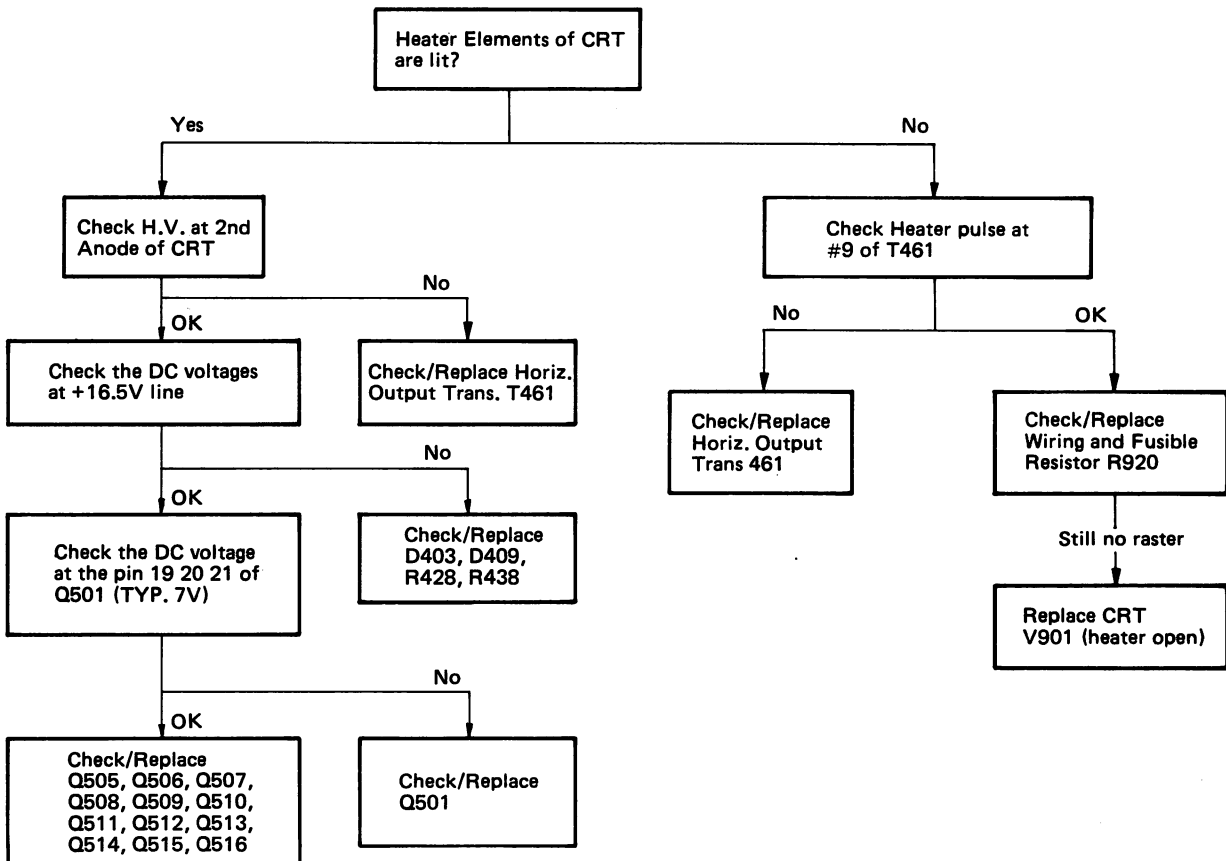 Heater Elements of CRT
are lit?
Yes
No
Check H.V. at 2nd
Anode of CRT
Check Heater pulse at
#9 of T461
No
OK
No
OK
Check the DC voltages
at +16.5V line
Check/Replace Horiz.
Output Trans. T461
Check/Replace
Horiz. Output
Trans 461
Check/Replace
Wiring and Fusible
Resistor R920
No
OK
Still no raster
Check the DC voltage
at the pin 19 20 21 of
Q501 (TYP. 7V)
Check/Replace
D403, D409,
R428, R438
Replace CRT
V901 (heater open)
No
OK
Check/Replace
Q505, Q506, Q507,
Q508, Q509, Q510,
Q511, Q512, Q513,
Q514, Q515, Q516
Check/Replace
Q501